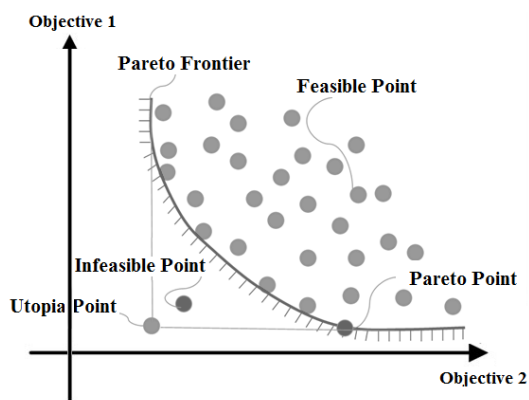 Objective 1
Pareto Frontier
Feasible Point
Infeasible Point
Pareto Point
Utopia Point
Objective 2